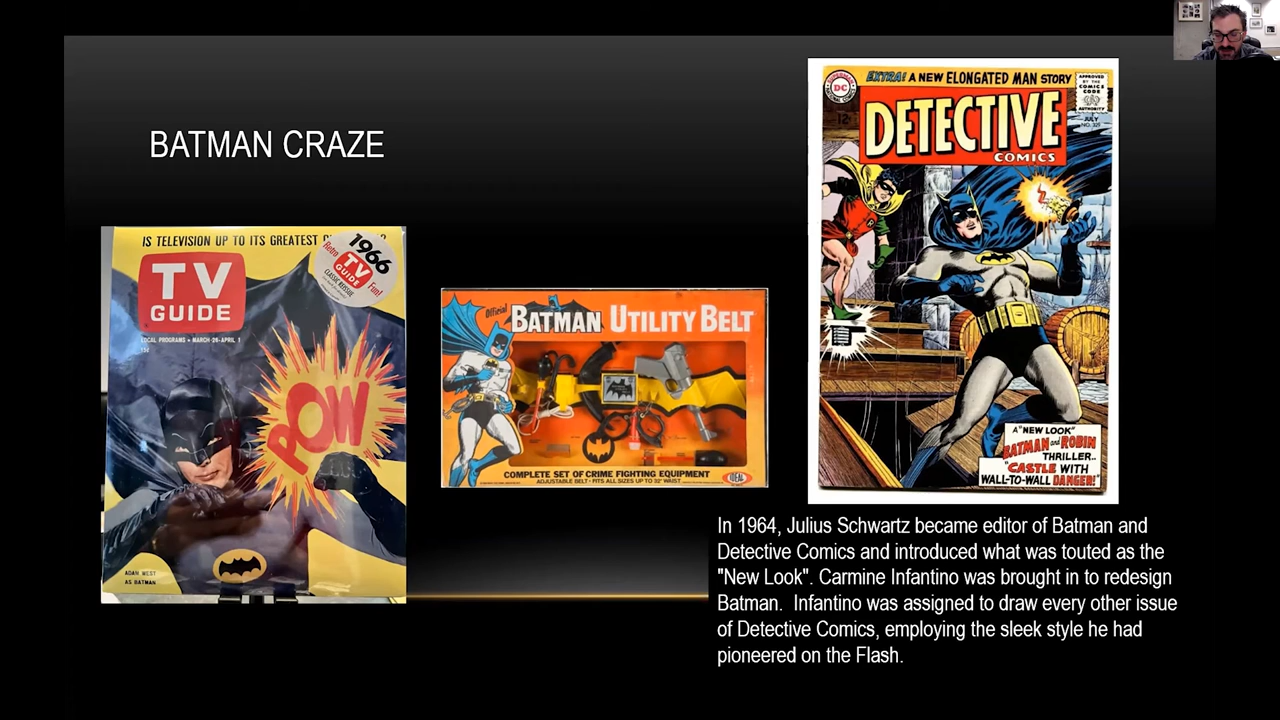 BATMAN CRAZE
IS TELEVISION UP TO ITS GREATEST
1966
Retro
TV
GUIDE
Fun!
CLASSIC REISSUE
TV
GUIDE
LOCAL PROGRAMS • MARCH 26-APRIL 1
15¢
POW
ADAM WEST
AS BATMAN
Official
BATMAN UTILITY BELT
COMPLETE SET OF CRIME FIGHTING EQUIPMENT
ADJUSTABLE BELT • FITS ALL SIZES UP TO 32" WAIST
IDEAL
EXTRA! A NEW ELONGATED MAN STORY
DC
APPROVED
BY THE
COMICS
CODE
AUTHORITY
12¢
JULY
NO. 329
DETECTIVE
COMICS
R
A "NEW LOOK"
BATMAN and ROBIN
THRILLER..
"CASTLE WITH
WALL-TO-WALL DANGER!"
In 1964, Julius Schwartz became editor of Batman and
Detective Comics and introduced what was touted as the
"New Look". Carmine Infantino was brought in to redesign
Batman.  Infantino was assigned to draw every other issue
of Detective Comics, employing the sleek style he had
pioneered on the Flash.